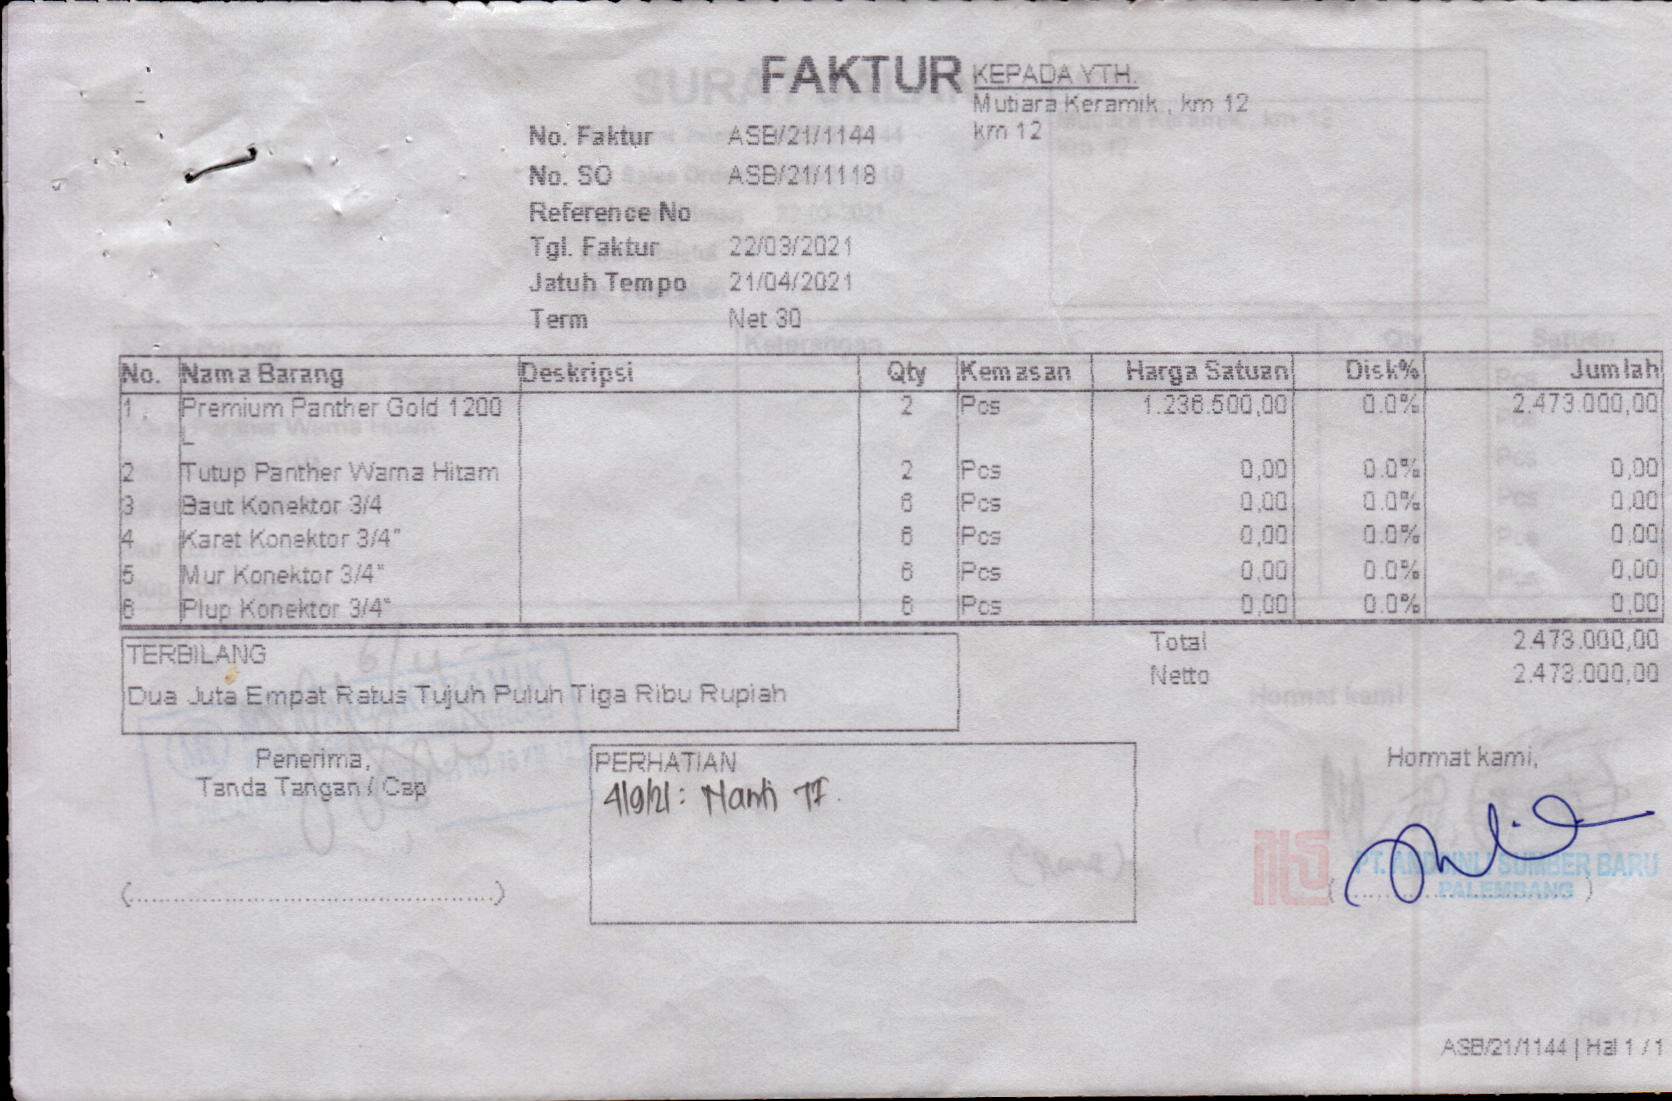 FAKTUR
KEPADA YTH.
Mutiara Keramik , km 12
km 12
No. Faktur ASB/21/1144
No. SO ASB/21/1118
Reference No
Tgl. Faktur 22/03/2021
Jatuh Tempo 21/04/2021
Term Net 30
No. Nama Barang Deskripsi Qty Kemasan Harga Satuan Disk% Jumlah
1 Premium Panther Gold 1200 2 Pcs 1.236.500,00 0.0% 2.473.000,00
L
2 Tutup Panther Warna Hitam 2 Pcs 0,00 0.0% 0,00
3 Baut Konektor 3/4 6 Pcs 0,00 0.0% 0,00
4 Karet Konektor 3/4" 6 Pcs 0,00 0.0% 0,00
5 Mur Konektor 3/4" 6 Pcs 0,00 0.0% 0,00
6 Plup Konektor 3/4" 6 Pcs 0,00 0.0% 0,00
Total 2.473.000,00
Netto 2.473.000,00
TERBILANG
Dua Juta Empat Ratus Tujuh Puluh Tiga Ribu Rupiah
Penerima,
Tanda Tangan / Cap
PERHATIAN
4/9/21: Nanti TF.
Hormat kami,
PT. ANDOINLI SUMBER BARU
PALEMBANG
ASB/21/1144 | Hal 1 / 1